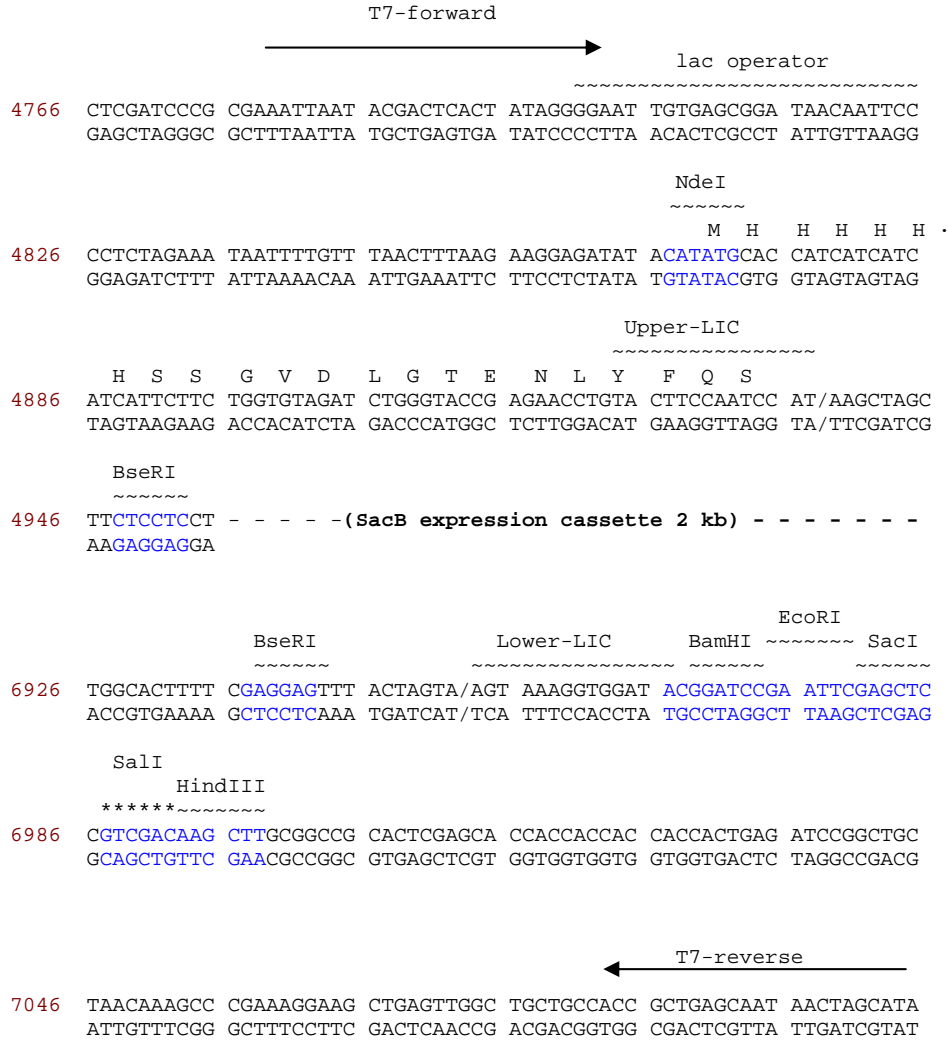 T7-forward
lac operator
~~~~~~~~~~~~~~~~~~~~~~~~~~~
4766 CTCGATCCCG CGAAATTAAT ACGACTCACT ATAGGGGAAT TGTGAGCGGA TAACAATTCC
GAGCTAGGGC GCTTTAATTA TGCTGAGTGA TATCCCCTTA ACACTCGCCT ATTGTTAAGG
NdeI
~~~~~~
M H H H H H ·
4826 CCTCTAGAAA TAATTTTGTT TAACTTTAAG AAGGAGATAT ACATATGCAC CATCATCATC
GGAGATCTTT ATTAAAACAA ATTGAAATTC TTCCTCTATA TGTATACGTG GTAGTAGTAG
Upper-LIC
~~~~~~~~~~~~~~~~
H S S G V D L G T E N L Y F Q S
4886 ATCATTCTTC TGGTGTAGAT CTGGGTACCG AGAACCTGTA CTTCCAATCC AT/AAGCTAGC
TAGTAAGAAG ACCACATCTA GACCCATGGC TCTTGGACAT GAAGGTTAGG TA/TTCGATCG
BseRI
~~~~~~
4946 TTCTCCTCCT - - - - -(SacB expression cassette 2 kb) - - - - - - -
AAGAGGAGGA
EcoRI
BseRI Lower-LIC BamHI ~~~~~~~ SacI
~~~~~~ ~~~~~~~~~~~~~~~~ ~~~~~~ ~~~~~~
6926 TGGCACTTTT CGAGGAGTTT ACTAGTA/AGT AAAGGTGGAT ACGGATCCGA ATTCGAGCTC
ACCGTGAAAA GCTCCTCAAA TGATCAT/TCA TTTCCACCTA TGCCTAGGCT TAAGCTCGAG
SalI
HindIII
******~~~~~~~
6986 CGTCGACAAG CTTGCGGCCG CACTCGAGCA CCACCACCAC CACCACTGAG ATCCGGCTGC
GCAGCTGTTC GAACGCCGGC GTGAGCTCGT GGTGGTGGTG GTGGTGACTC TAGGCCGACG
T7-reverse
7046 TAACAAAGCC CGAAAGGAAG CTGAGTTGGC TGCTGCCACC GCTGAGCAAT AACTAGCATA
ATTGTTTCGG GCTTTCCTTC GACTCAACCG ACGACGGTGG CGACTCGTTA TTGATCGTAT